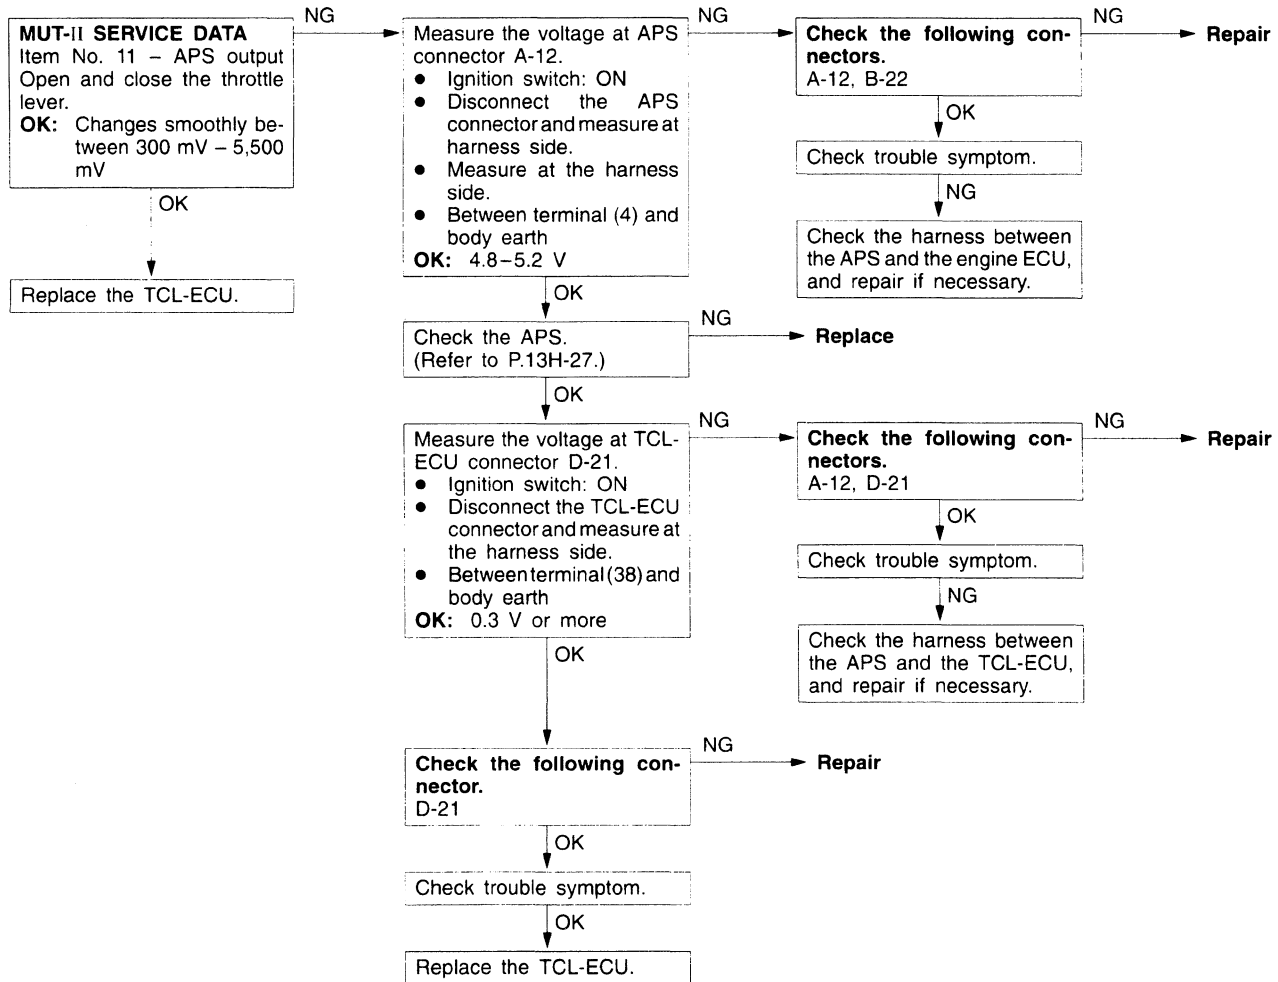 MUT-II SERVICE DATA
Item No. 11 – APS output
Open and close the throttle
lever.
OK: Changes smoothly be-
tween 300 mV – 5,500
mV
OK
Replace the TCL-ECU.
NG
Measure the voltage at APS
connector A-12.
● Ignition switch: ON
● Disconnect the APS
connector and measure at
harness side.
● Measure at the harness
side.
● Between terminal (4) and
body earth
OK: 4.8–5.2 V
NG
Check the following con-
nectors.
A-12, B-22
NG
Repair
OK
Check trouble symptom.
NG
Check the harness between
the APS and the engine ECU,
and repair if necessary.
OK
Check the APS.
(Refer to P.13H-27.)
NG
Replace
OK
Measure the voltage at TCL-
ECU connector D-21.
● Ignition switch: ON
● Disconnect the TCL-ECU
connector and measure at
the harness side.
● Between terminal (38) and
body earth
OK: 0.3 V or more
NG
Check the following con-
nectors.
A-12, D-21
NG
Repair
OK
Check trouble symptom.
NG
Check the harness between
the APS and the TCL-ECU,
and repair if necessary.
OK
Check the following con-
nector.
D-21
NG
Repair
OK
Check trouble symptom.
OK
Replace the TCL-ECU.